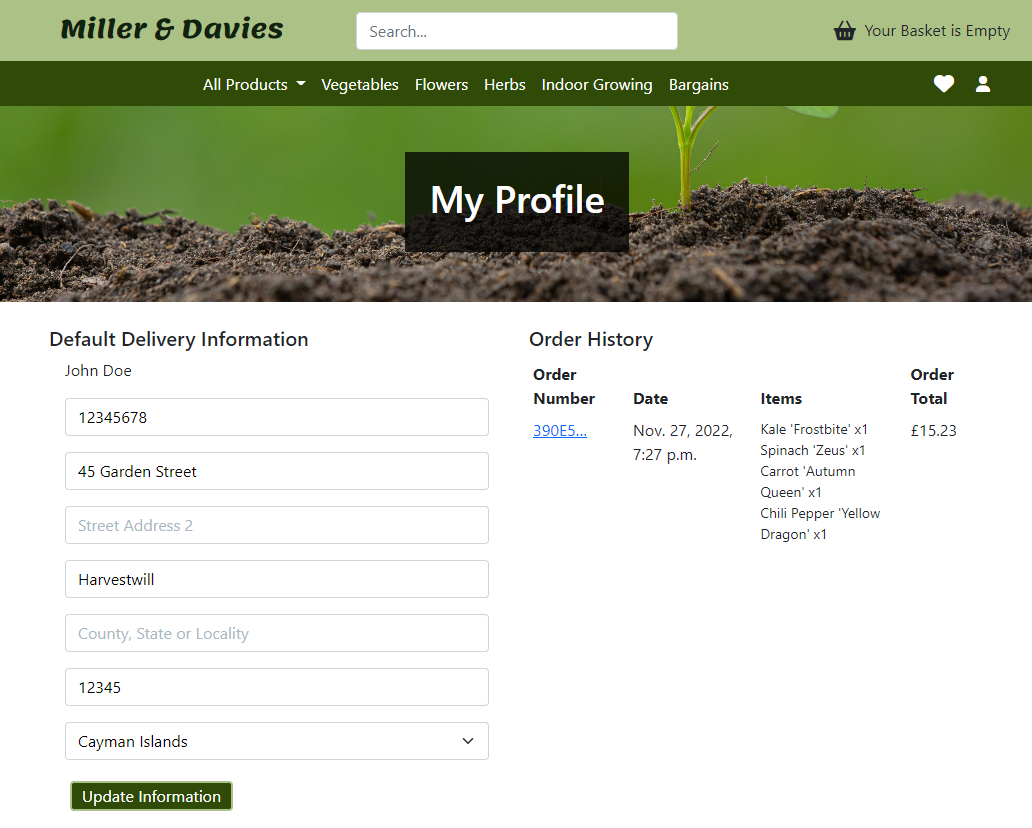 Miller & Davies
Search...
Your Basket is Empty
All Products
Vegetables
Flowers
Herbs
Indoor Growing
Bargains
My Profile
Default Delivery Information
John Doe
12345678
45 Garden Street
Street Address 2
Harvestwill
County, State or Locality
12345
Cayman Islands
Update Information
Order History
Order
Number
Date
Items
Order
Total
390E5...
Nov. 27, 2022,
7:27 p.m.
Kale 'Frostbite' x1
Spinach 'Zeus' x1
Carrot 'Autumn
Queen' x1
Chili Pepper 'Yellow
Dragon' x1
£15.23